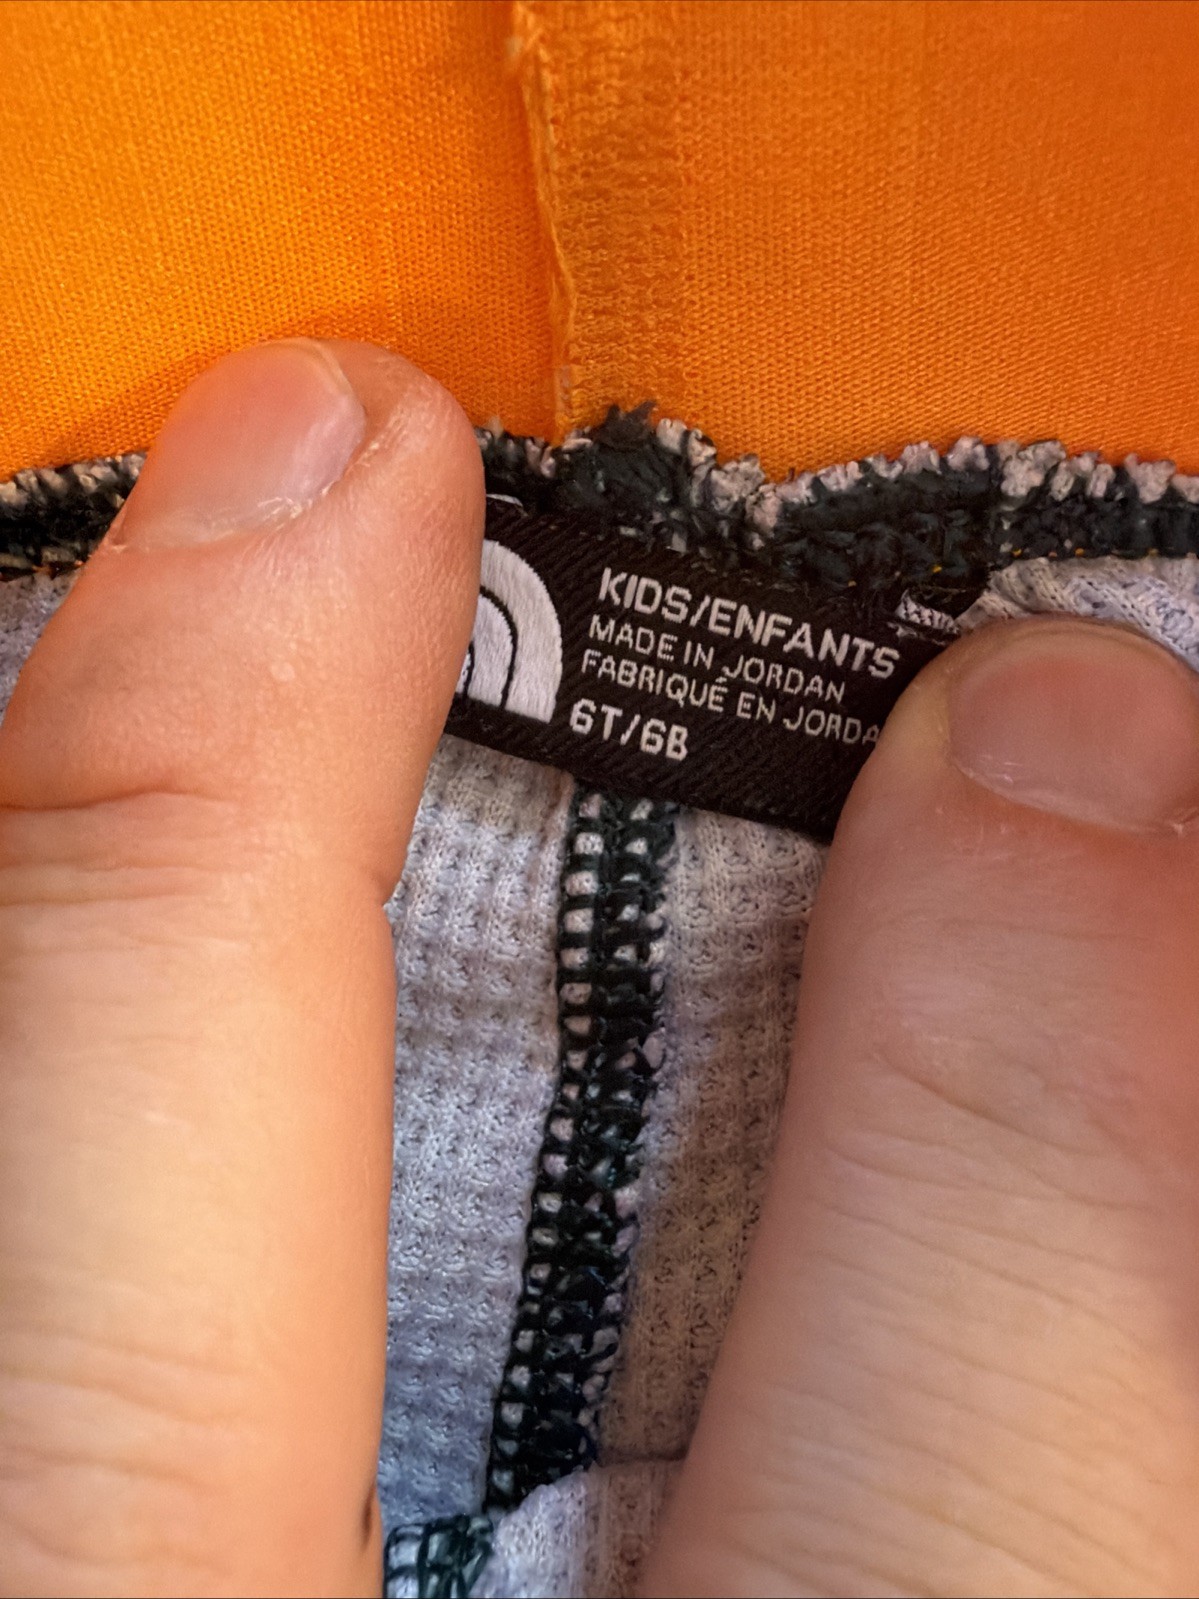 KIDS/ENFANTS
MADE IN JORDAN
FABRIQUÉ EN JORDA
6T/6B